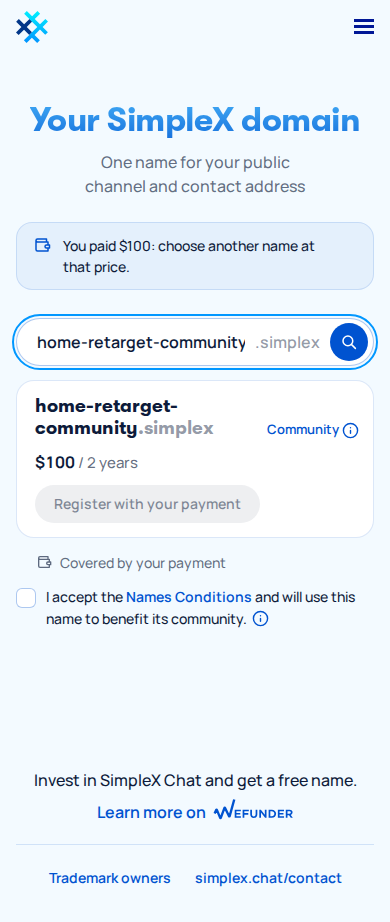 Your SimpleX domain
One name for your public
channel and contact address
You paid $100: choose another name at
that price.
home-retarget-community .simplex
home-retarget-
community.simplex
Community
$100 / 2 years
Register with your payment
Covered by your payment
I accept the Names Conditions and will use this
name to benefit its community.
Invest in SimpleX Chat and get a free name.
Learn more on WEFUNDER
Trademark owners simplex.chat/contact